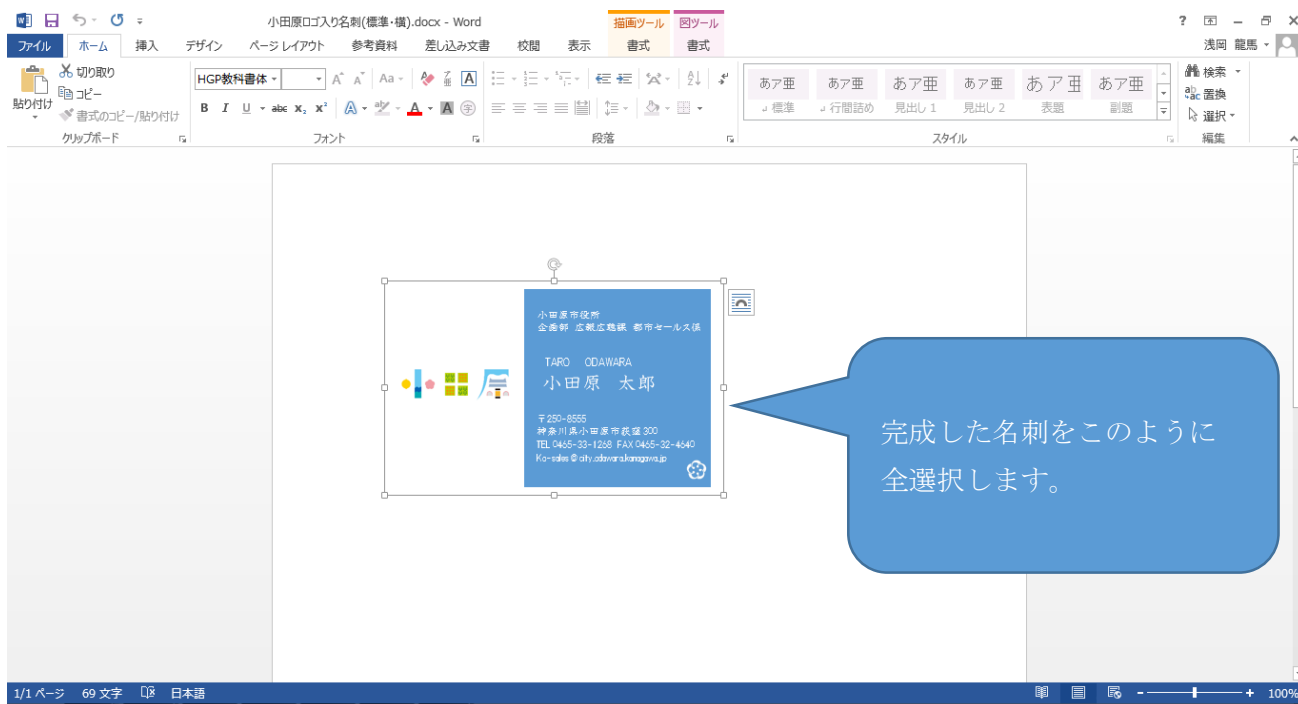 小田原ロゴ入り名刺(標準・横).docx - Word
描画ツール
図ツール
?
ファイル
ホーム
挿入
デザイン
ページ レイアウト
参考資料
差し込み文書
校閲
表示
書式
書式
浅岡 龍馬
貼り付け
切り取り
コピー
書式のコピー/貼り付け
クリップボード
HGP教科書体
フォント
段落
あア亜
標準
あア亜
行間詰め
あア亜
見出し 1
あア亜
見出し 2
あア亜
表題
あア亜
副題
スタイル
検索
置換
選択
編集
小田原
小田原市役所
企画部 広報広聴課 都市セールス係
TARO ODAWARA
小田原 太郎
〒250-8555
神奈川県小田原市荻窪300
TEL 0465-33-1268 FAX 0465-32-4640
Ko-sales@city.odawara.kanagawa.jp
完成した名刺をこのように
全選択します。
1/1 ページ
69 文字
日本語
100%